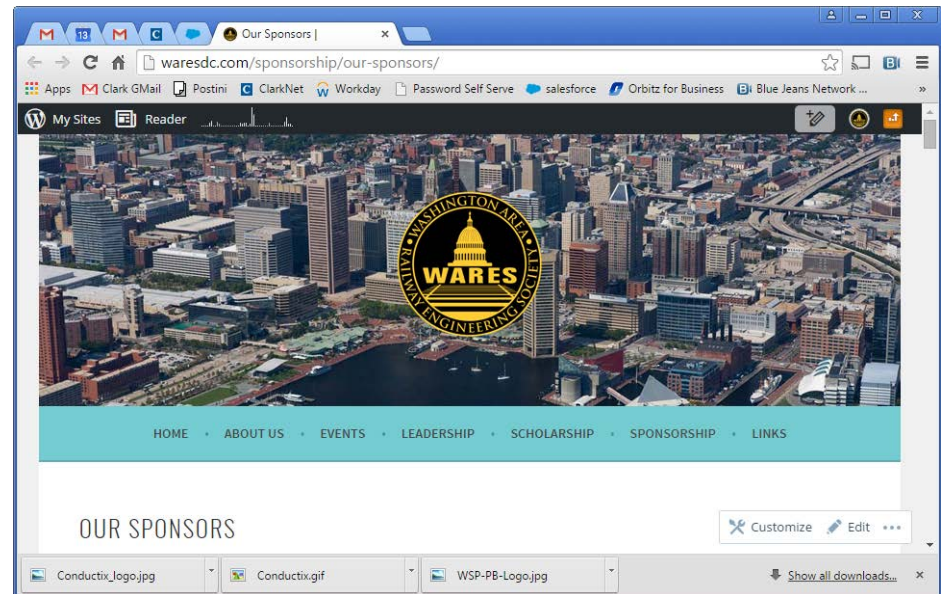 13
C
Our Sponsors |
waresdc.com/sponsorship/our-sponsors/
Apps Clark GMail Postini C ClarkNet Workday Password Self Serve salesforce Orbitz for Business B Blue Jeans Network ... »
My Sites Reader
WASHINGTON AREA
WARES
RAILWAY ENGINEERING SOCIETY
HOME · ABOUT US · EVENTS · LEADERSHIP · SCHOLARSHIP · SPONSORSHIP · LINKS
OUR SPONSORS
Customize Edit ...
Conductix_logo.jpg Conductix.gif WSP-PB-Logo.jpg Show all downloads...